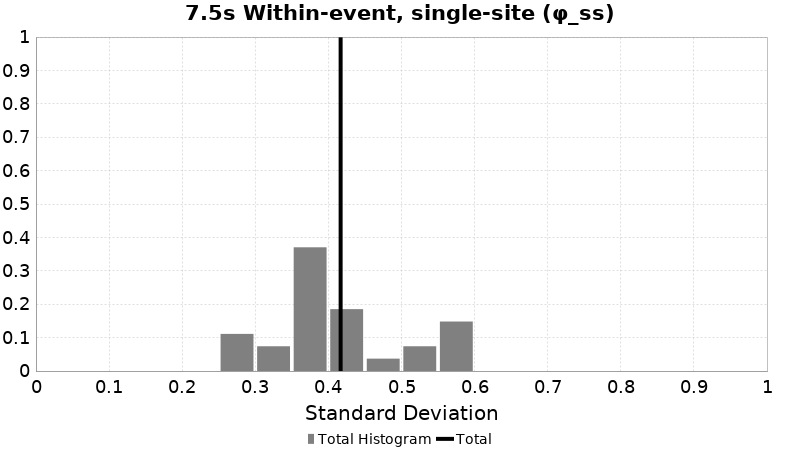 7.5s Within-event, single-site (φ_ss)
1
0.9
0.8
0.7
0.6
0.5
0.4
0.3
0.2
0.1
0
0 0.1 0.2 0.3 0.4 0.5 0.6 0.7 0.8 0.9 1
Standard Deviation
Total Histogram Total